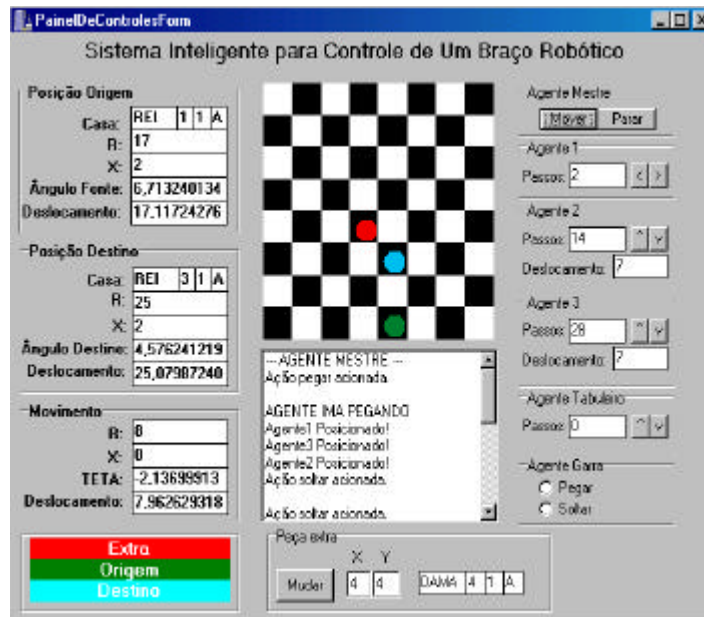 PainelDeControlesForm
Sistema Inteligente para Controle de Um Braço Robótico
Posição Origem
Casa: REI 1 1 A
R: 17
X: 2
Ângulo Fonte: 6,713240134
Deslocamento: 17,11724276
Posição Destino
Casa: REI 3 1 A
R: 25
X: 2
Ângulo Destino: 4,576241219
Deslocamento: 25,07987240
Movimento
R: 8
X: 0
TETA: -2,13699913
Deslocamento: 7,962629318
Extra
Origem
Destino
--- AGENTE MESTRE ---
Ação pegar acionada.
AGENTE IMA PEGANDO
Agente1 Posicionado!
Agente3 Posicionado!
Agente2 Posicionado!
Ação soltar acionada.
Ação soltar acionada.
Peça extra
X Y
Mudar 4 4 DAMA 4 1 A
Agente Mestre
Mover Parar
Agente 1
Passos: 2 < >
Agente 2
Passos: 14 ^ v
Deslocamento: 7
Agente 3
Passos: 28 ^ v
Deslocamento: 7
Agente Tabuleiro
Passos: 0 ^ v
Agente Garra
Pegar
Soltar